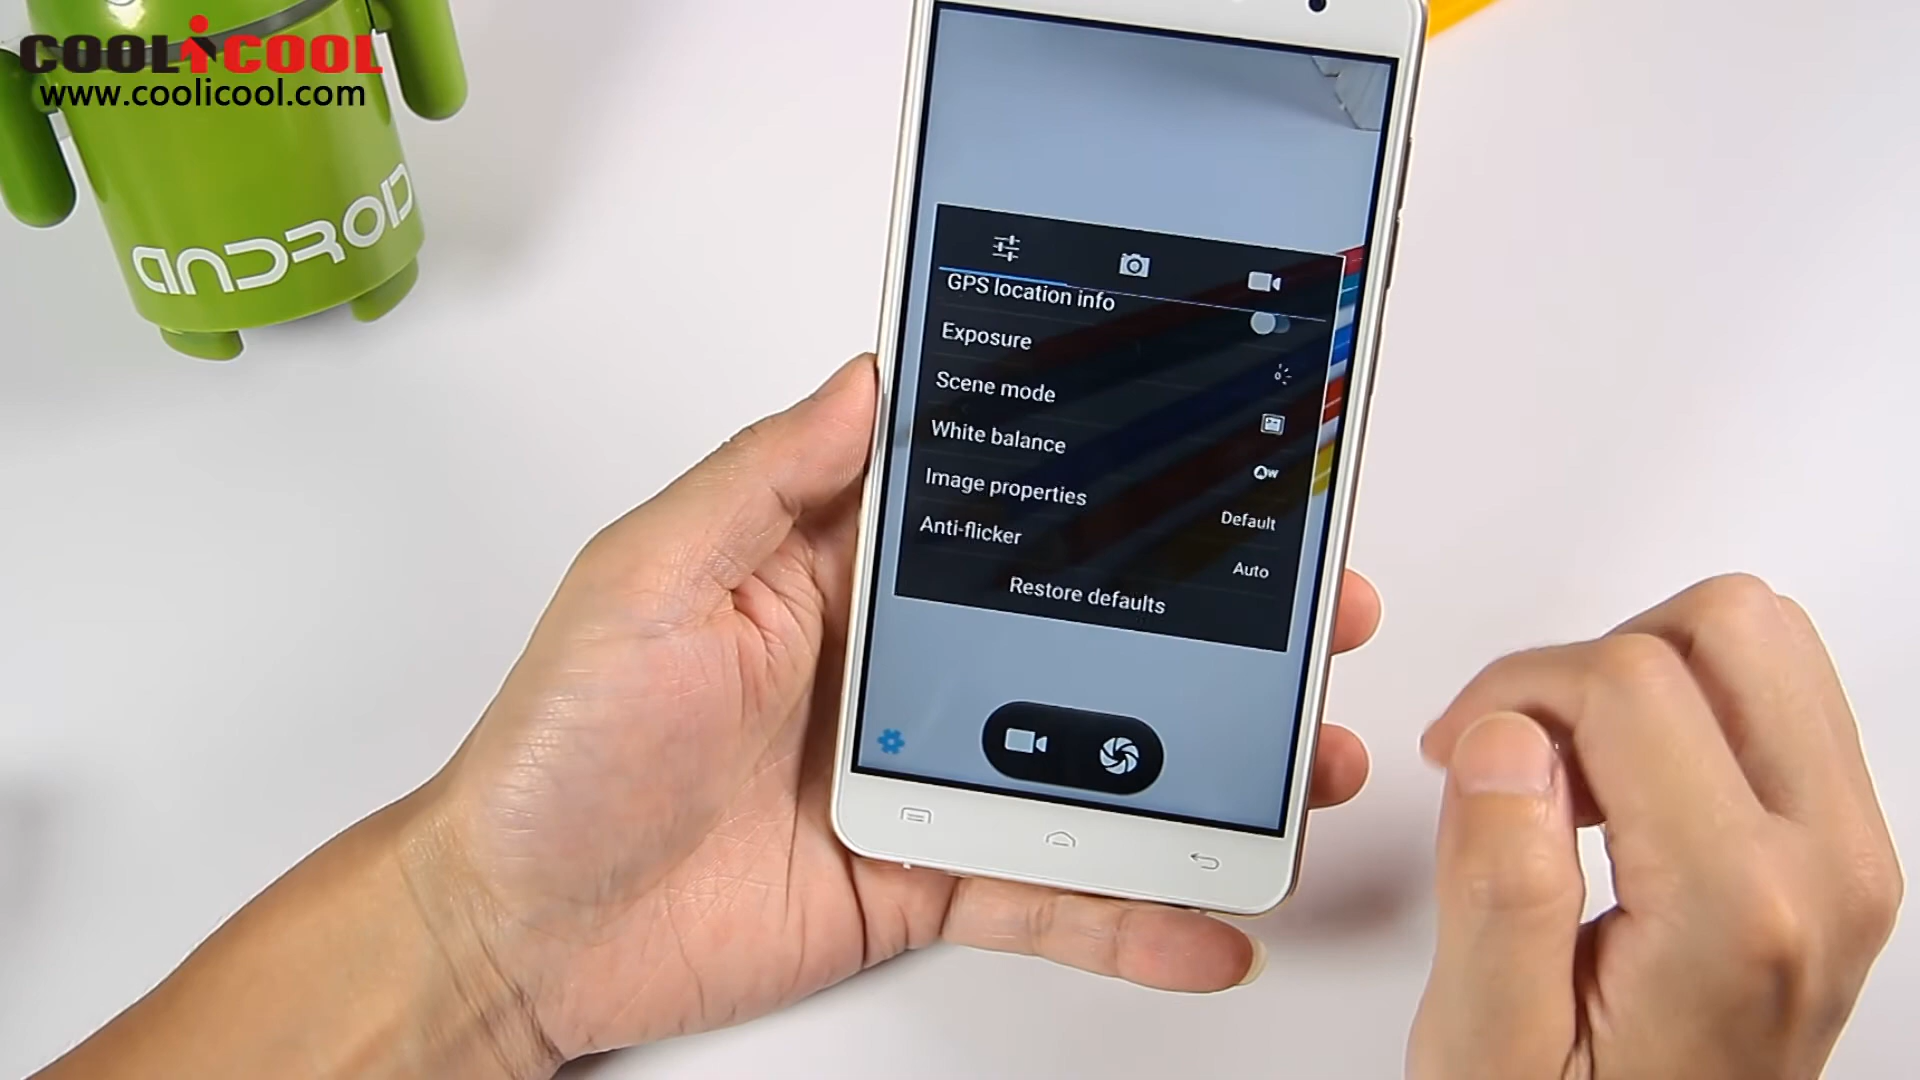 COOLiCOOL
www.coolicool.com
ANDROID
GPS location info
Exposure
Scene mode
White balance
Image properties
Default
Anti-flicker
Auto
Restore defaults